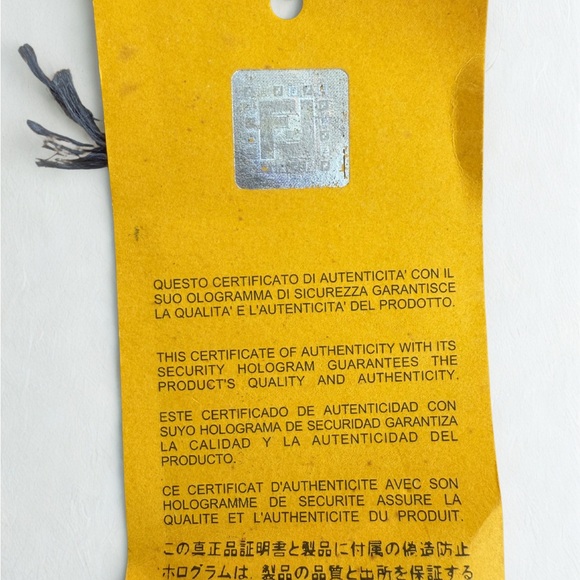 QUESTO CERTIFICATO DI AUTENTICITA' CON IL
SUO OLOGRAMMA DI SICUREZZA GARANTISCE
LA QUALITA' E L'AUTENTICITA' DEL PRODOTTO.
THIS CERTIFICATE OF AUTHENTICITY WITH ITS
SECURITY HOLOGRAM GUARANTEES THE
PRODUCT'S QUALITY AND AUTHENTICITY.
ESTE CERTIFICADO DE AUTENTICIDAD CON
SUYO HOLOGRAMA DE SEGURIDAD GARANTIZA
LA CALIDAD Y LA AUTENTICIDAD DEL
PRODUCTO.
CE CERTIFICAT D'AUTHENTICITE AVEC SON
HOLOGRAMME DE SECURITE ASSURE LA
QUALITE ET L'AUTHENTICITE DU PRODUIT.
この真正品証明書と製品に付属の偽造防止
ホログラムは、製品の品質と出所を保証する